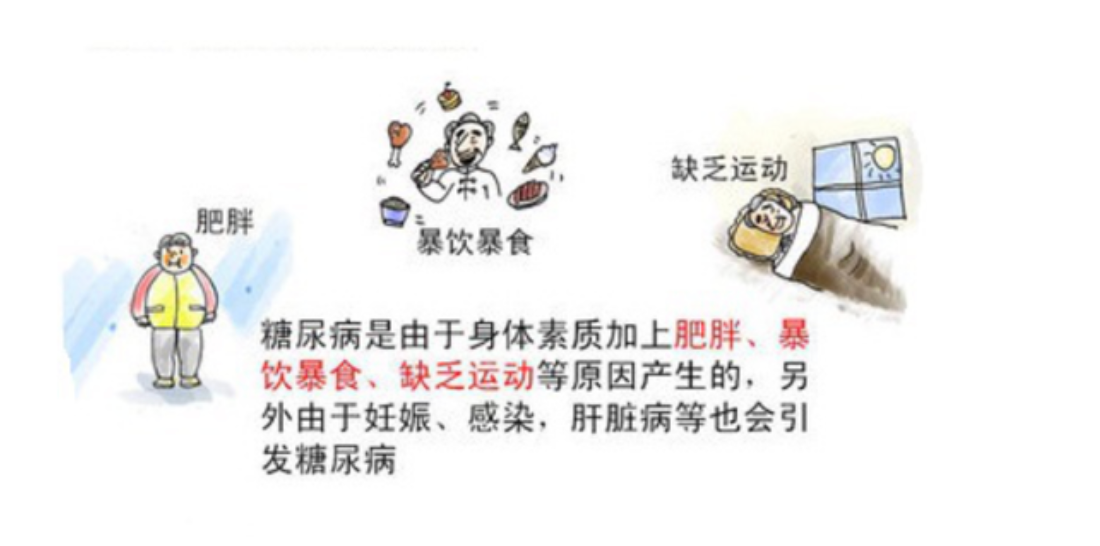 缺乏运动
肥胖
暴饮暴食
糖尿病是由于身体素质加上肥胖、暴
饮暴食、缺乏运动等原因产生的，另
外由于妊娠、感染，肝脏病等也会引
发糖尿病